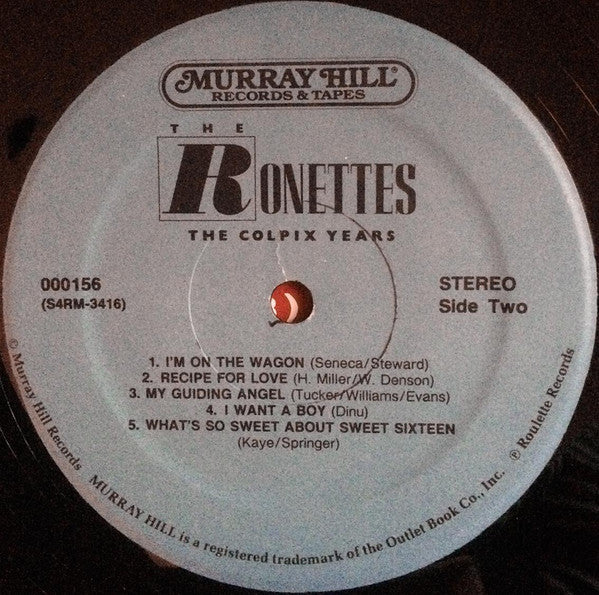 MURRAY HILL®
RECORDS & TAPES
THE
RONETTES
THE COLPIX YEARS
000156
(S4RM-3416)
STEREO
Side Two
1. I'M ON THE WAGON (Seneca/Steward)
2. RECIPE FOR LOVE (H. Miller/W. Denson)
3. MY GUIDING ANGEL (Tucker/Williams/Evans)
4. I WANT A BOY (Dinu)
5. WHAT'S SO SWEET ABOUT SWEET SIXTEEN
(Kaye/Springer)
© Murray Hill Records
MURRAY HILL is a registered trademark of the Outlet Book Co., Inc.
℗ Roulette Records